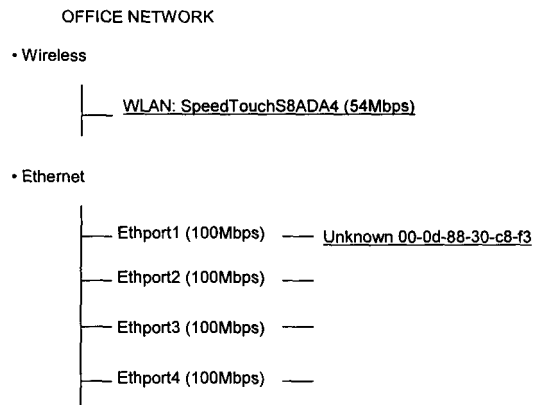 OFFICE NETWORK
• Wireless
WLAN: SpeedTouchS8ADA4 (54Mbps)
• Ethernet
Ethport1 (100Mbps) Unknown 00-0d-88-30-c8-f3
Ethport2 (100Mbps)
Ethport3 (100Mbps)
Ethport4 (100Mbps)